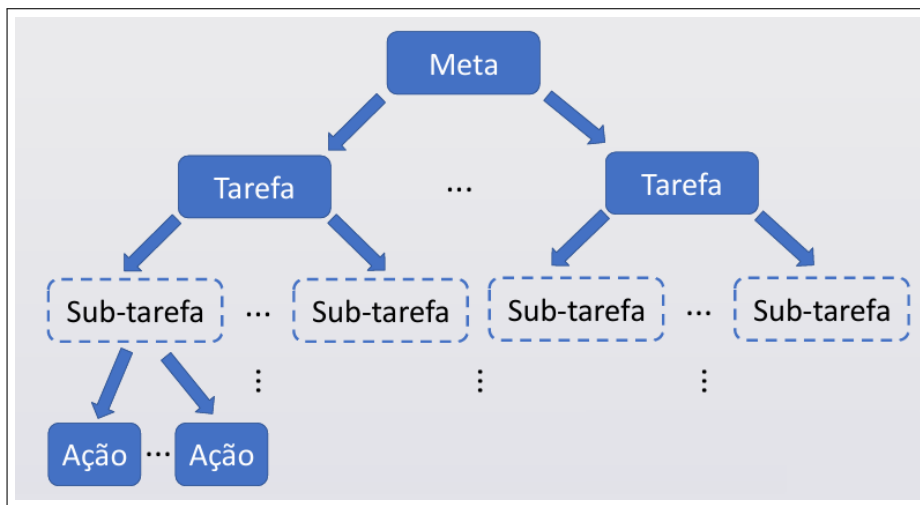 Meta
Tarefa ... Tarefa
Sub-tarefa ... Sub-tarefa Sub-tarefa ... Sub-tarefa
Ação ... Ação